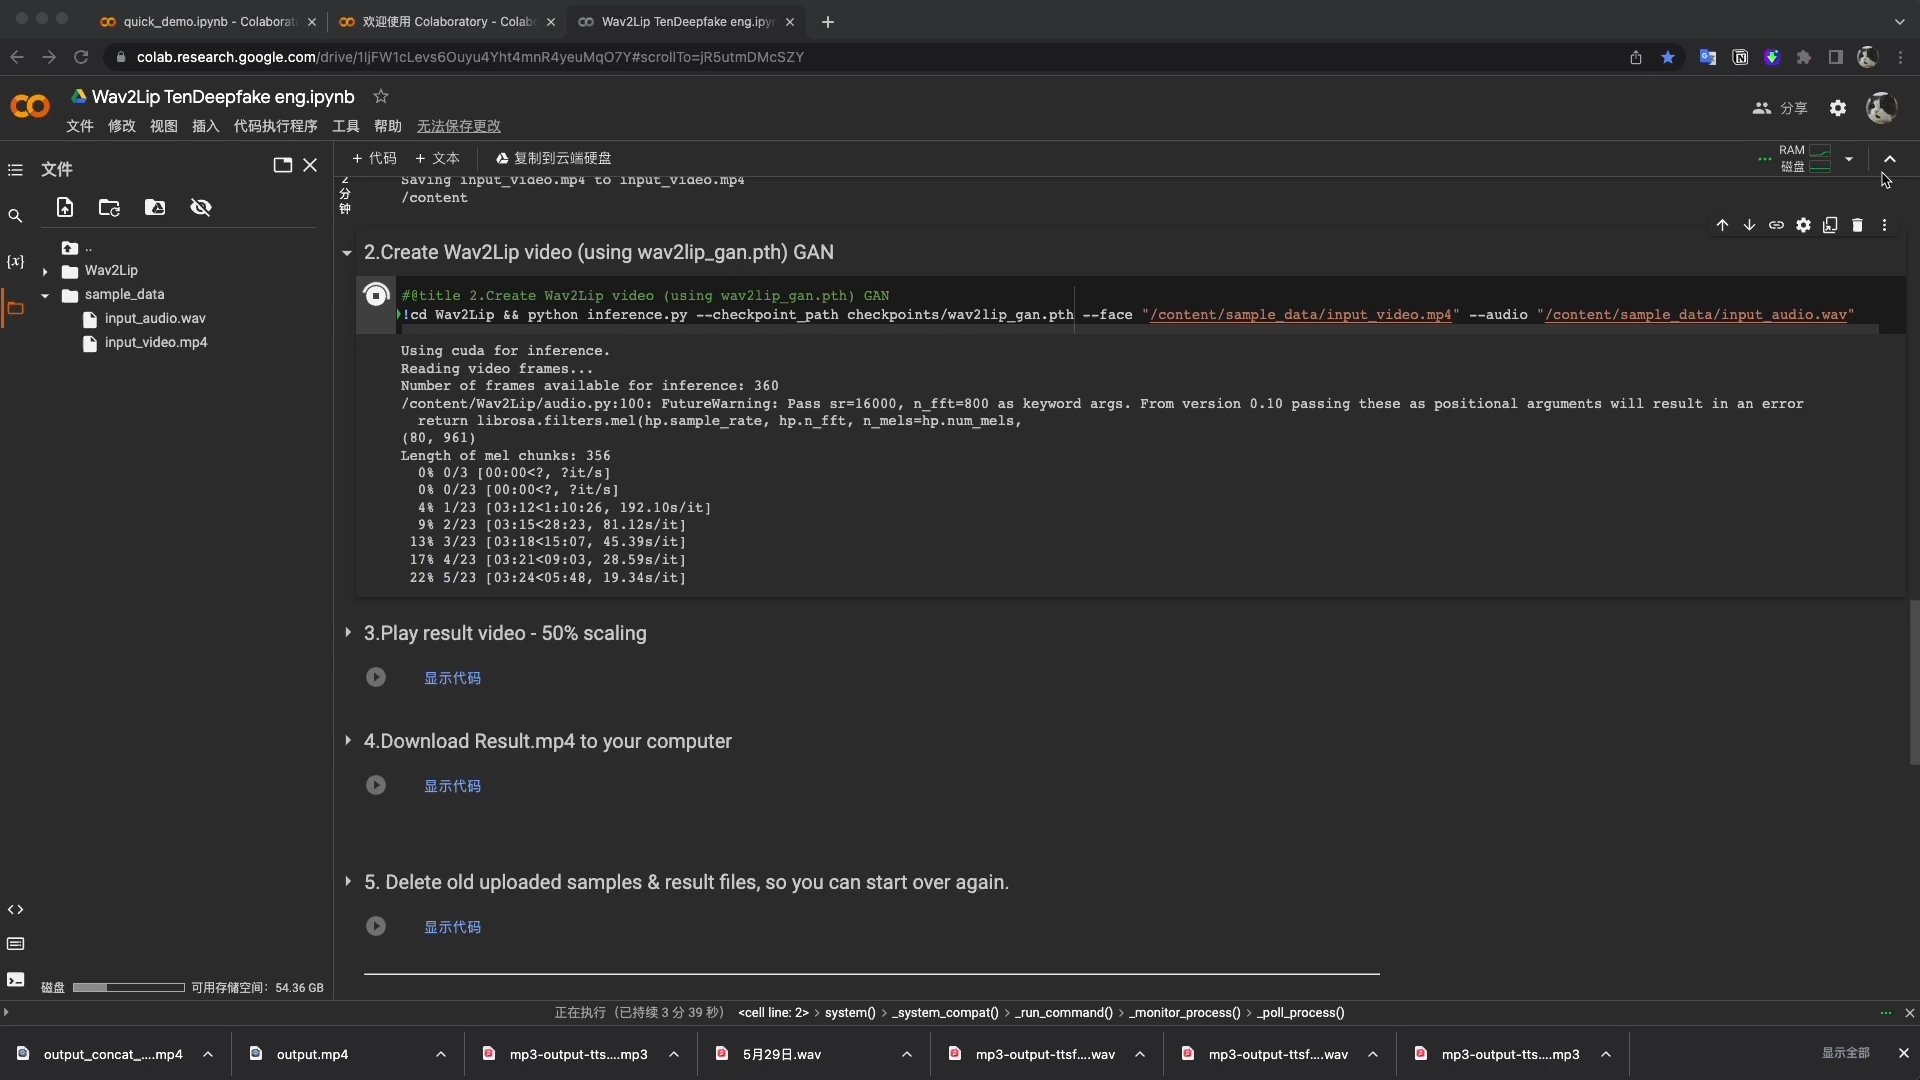 quick_demo.ipynb - Colaborat
欢迎使用 Colaboratory - Colab
Wav2Lip TenDeepfake eng.ipyn
colab.research.google.com/drive/1IjFW1cLevs6Ouyu4Yht4mnR4yeuMqO7Y#scrollTo=jR5utmDMcSZY
Wav2Lip TenDeepfake eng.ipynb
文件 修改 视图 插入 代码执行程序 工具 帮助 无法保存更改
分享
文件
+ 代码 + 文本 复制到云端硬盘
RAM
磁盘
..
Wav2Lip
sample_data
input_audio.wav
input_video.mp4
{x}
2
分
钟
Saving input_video.mp4 to input_video.mp4
/content
2.Create Wav2Lip video (using wav2lip_gan.pth) GAN
#@title 2.Create Wav2Lip video (using wav2lip_gan.pth) GAN
!cd Wav2Lip && python inference.py --checkpoint_path checkpoints/wav2lip_gan.pth --face "/content/sample_data/input_video.mp4" --audio "/content/sample_data/input_audio.wav"
Using cuda for inference.
Reading video frames...
Number of frames available for inference: 360
/content/Wav2Lip/audio.py:100: FutureWarning: Pass sr=16000, n_fft=800 as keyword args. From version 0.10 passing these as positional arguments will result in an error
return librosa.filters.mel(hp.sample_rate, hp.n_fft, n_mels=hp.num_mels,
(80, 961)
Length of mel chunks: 356
0% 0/3 [00:00<?, ?it/s]
0% 0/23 [00:00<?, ?it/s]
4% 1/23 [03:12<1:10:26, 192.10s/it]
9% 2/23 [03:15<28:23, 81.12s/it]
13% 3/23 [03:18<15:07, 45.39s/it]
17% 4/23 [03:21<09:03, 28.59s/it]
22% 5/23 [03:24<05:48, 19.34s/it]
3.Play result video - 50% scaling
显示代码
4.Download Result.mp4 to your computer
显示代码
5. Delete old uploaded samples & result files, so you can start over again.
显示代码
磁盘 可用存储空间: 54.36 GB
正在执行 (已持续 3 分 39 秒) <cell line: 2> > system() > _system_compat() > _run_command() > _monitor_process() > _poll_process()
output_concat_....mp4
output.mp4
mp3-output-tts....mp3
5月29日.wav
mp3-output-ttsf....wav
mp3-output-ttsf....wav
mp3-output-tts....mp3
显示全部